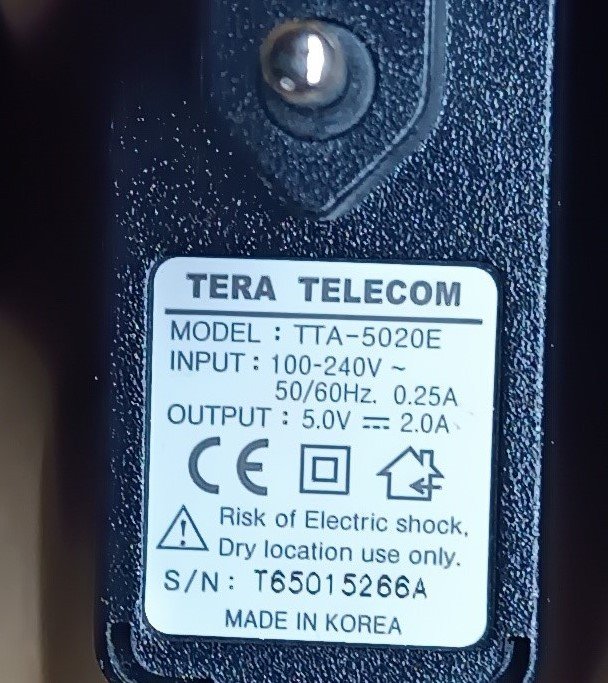 TERA TELECOM
MODEL : TTA-5020E
INPUT : 100-240V ~
50/60Hz. 0.25A
OUTPUT : 5.0V ⎓ 2.0A
CE
Risk of Electric shock,
Dry location use only.
S/N : T65015266A
MADE IN KOREA